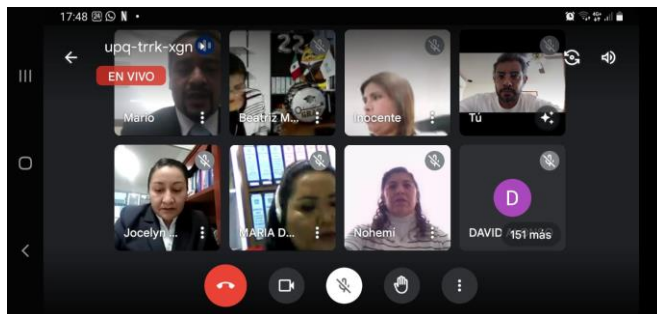 17:48 N
upq-trrk-xgn
EN VIVO
Mario
Beatriz M...
Inocente
Tú
Jocelyn ...
MARIA D...
Nohemí
D
DAVID
151 más